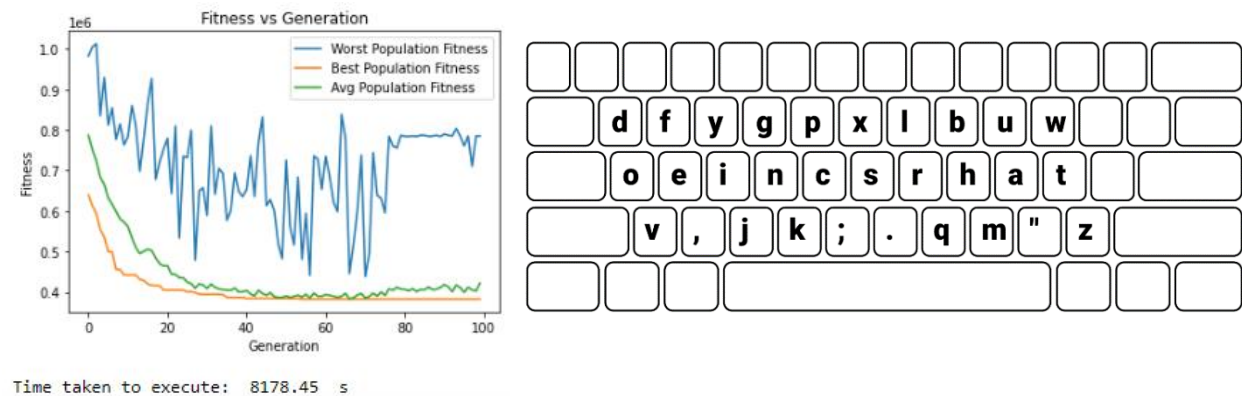 Fitness vs Generation
1e6
Worst Population Fitness
Best Population Fitness
Avg Population Fitness
1.0
0.9
0.8
0.7
0.6
0.5
0.4
Fitness
0 20 40 60 80 100
Generation
Time taken to execute: 8178.45 s
d f y g p x l b u w
o e i n c s r h a t
v , j k ; . q m " z